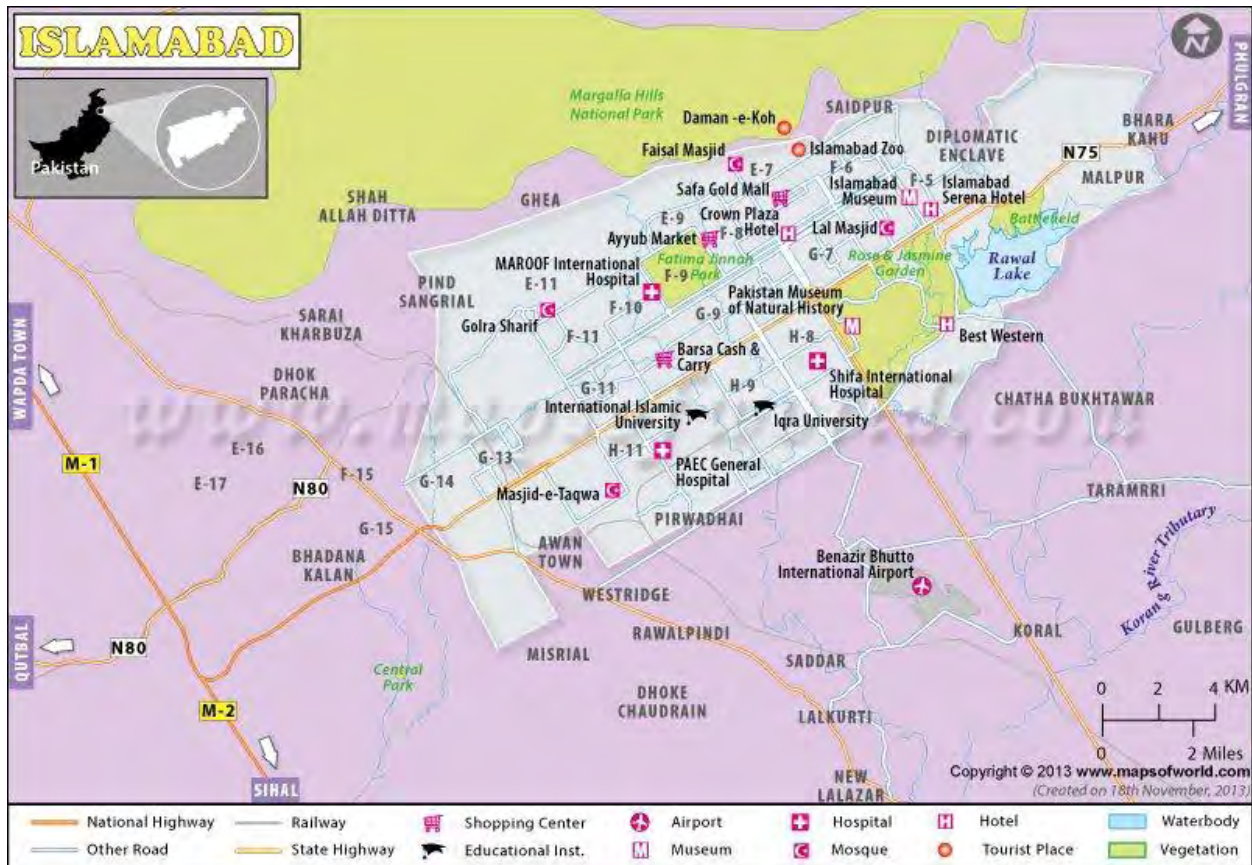 ISLAMABAD
N
Pakistan
Margalla Hills
National Park
Daman -e-Koh
SAIDPUR
PHULGRAN
BHARA
KAHU
Faisal Masjid
Islamabad Zoo
DIPLOMATIC
ENCLAVE
N75
MALPUR
SHAH
ALLAH DITTA
GHEA
E-7
F-6
Safa Gold Mall
Islamabad
Museum
F-5
Islamabad
Serena Hotel
E-9
Crown Plaza
Hotel
F-8
Lal Masjid
Battlefield
Ayyub Market
G-7
Rose & Jasmine
Garden
Rawal
Lake
Fatima Jinnah
Park
F-9
MAROOF International
Hospital
PIND
SANGRIAL
E-11
F-10
Pakistan Museum
of Natural History
G-9
Golra Sharif
F-11
SARAI
KHARBUZA
H-8
Best Western
WAPDA TOWN
Barsa Cash &
Carry
Shifa International
Hospital
DHOK
PARACHA
G-11
H-9
CHATHA BUKHTAWAR
International Islamic
University
Iqra University
M-1
E-16
H-11
PAEC General
Hospital
G-13
F-15
E-17
N80
G-14
Masjid-e-Taqwa
TARAMRRI
PIRWADHAI
G-15
AWAN
TOWN
BHADANA
KALAN
Benazir Bhutto
International Airport
Korang River Tributary
WESTRIDGE
RAWALPINDI
KORAL
GULBERG
QUTBAL
N80
MISRIAL
SADDAR
Central
Park
DHOKE
CHAUDRAIN
M-2
LALKURTI
0 2 4 KM
0 2 Miles
SIHAL
NEW
LALAZAR
Copyright © 2013 www.mapsofworld.com
(Created on 18th November, 2013)
National Highway
Railway
Shopping Center
Airport
Hospital
Hotel
Waterbody
Other Road
State Highway
Educational Inst.
Museum
Mosque
Tourist Place
Vegetation